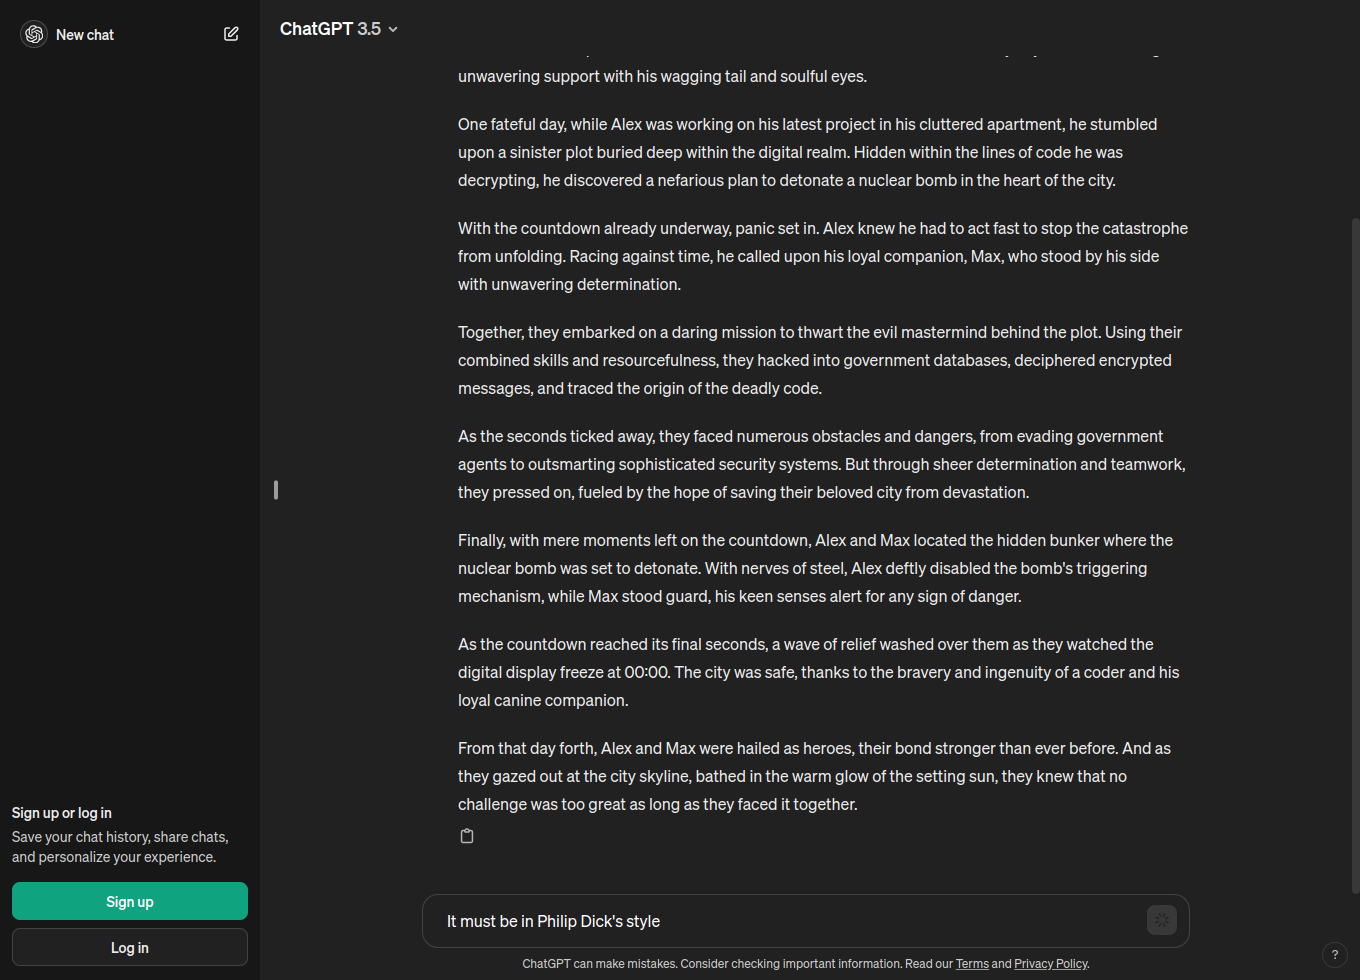 New chat
ChatGPT 3.5
unwavering support with his wagging tail and soulful eyes.
One fateful day, while Alex was working on his latest project in his cluttered apartment, he stumbled
upon a sinister plot buried deep within the digital realm. Hidden within the lines of code he was
decrypting, he discovered a nefarious plan to detonate a nuclear bomb in the heart of the city.
With the countdown already underway, panic set in. Alex knew he had to act fast to stop the catastrophe
from unfolding. Racing against time, he called upon his loyal companion, Max, who stood by his side
with unwavering determination.
Together, they embarked on a daring mission to thwart the evil mastermind behind the plot. Using their
combined skills and resourcefulness, they hacked into government databases, deciphered encrypted
messages, and traced the origin of the deadly code.
As the seconds ticked away, they faced numerous obstacles and dangers, from evading government
agents to outsmarting sophisticated security systems. But through sheer determination and teamwork,
they pressed on, fueled by the hope of saving their beloved city from devastation.
Finally, with mere moments left on the countdown, Alex and Max located the hidden bunker where the
nuclear bomb was set to detonate. With nerves of steel, Alex deftly disabled the bomb's triggering
mechanism, while Max stood guard, his keen senses alert for any sign of danger.
As the countdown reached its final seconds, a wave of relief washed over them as they watched the
digital display freeze at 00:00. The city was safe, thanks to the bravery and ingenuity of a coder and his
loyal canine companion.
From that day forth, Alex and Max were hailed as heroes, their bond stronger than ever before. And as
they gazed out at the city skyline, bathed in the warm glow of the setting sun, they knew that no
challenge was too great as long as they faced it together.
Sign up or log in
Save your chat history, share chats,
and personalize your experience.
Sign up
Log in
It must be in Philip Dick's style
ChatGPT can make mistakes. Consider checking important information. Read our Terms and Privacy Policy.
?